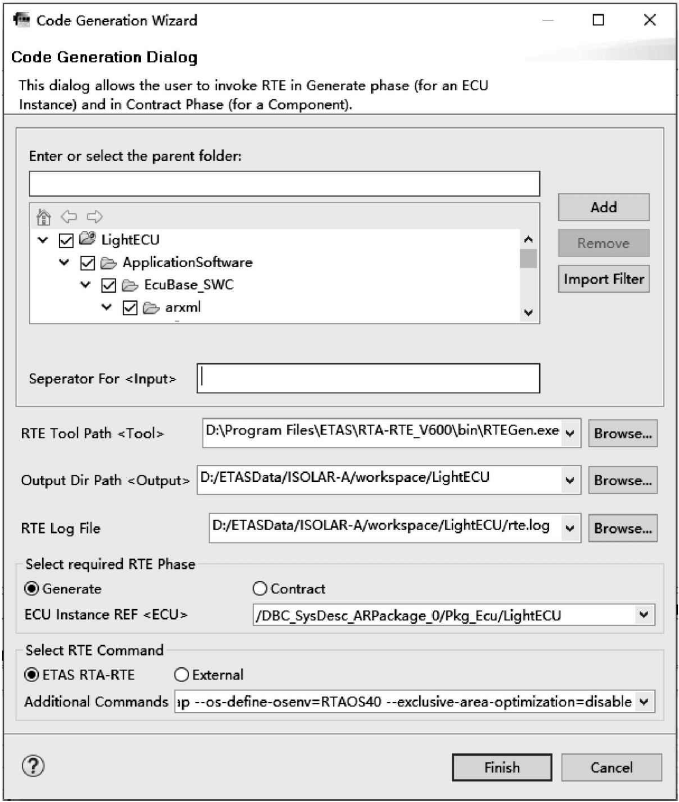 Code Generation Wizard
Code Generation Dialog
This dialog allows the user to invoke RTE in Generate phase (for an ECU
Instance) and in Contract Phase (for a Component).
Enter or select the parent folder:
Add
LightECU
Remove
ApplicationSoftware
EcuBase_SWC
Import Filter
arxml
Seperator For <Input>
RTE Tool Path <Tool> D:\Program Files\ETAS\RTA-RTE_V600\bin\RTEGen.exe Browse...
Output Dir Path <Output> D:/ETASData/ISOLAR-A/workspace/LightECU Browse...
RTE Log File D:/ETASData/ISOLAR-A/workspace/LightECU/rte.log Browse...
Select required RTE Phase
Generate Contract
ECU Instance REF <ECU> /DBC_SysDesc_ARPackage_0/Pkg_Ecu/LightECU
Select RTE Command
ETAS RTA-RTE External
Additional Commands ap --os-define-osenv=RTAOS40 --exclusive-area-optimization=disable
? Finish Cancel